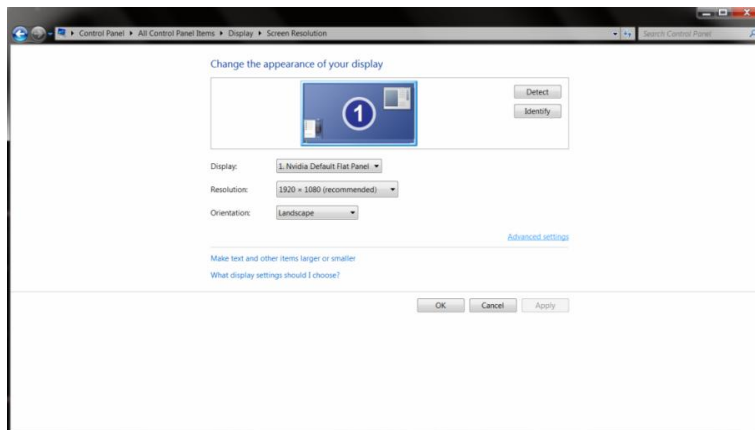 Control Panel ▸ All Control Panel Items ▸ Display ▸ Screen Resolution
Search Control Panel
Change the appearance of your display
1
Detect
Identify
Display: 1. Nvidia Default Flat Panel
Resolution: 1920 × 1080 (recommended)
Orientation: Landscape
Advanced settings
Make text and other items larger or smaller
What display settings should I choose?
OK Cancel Apply